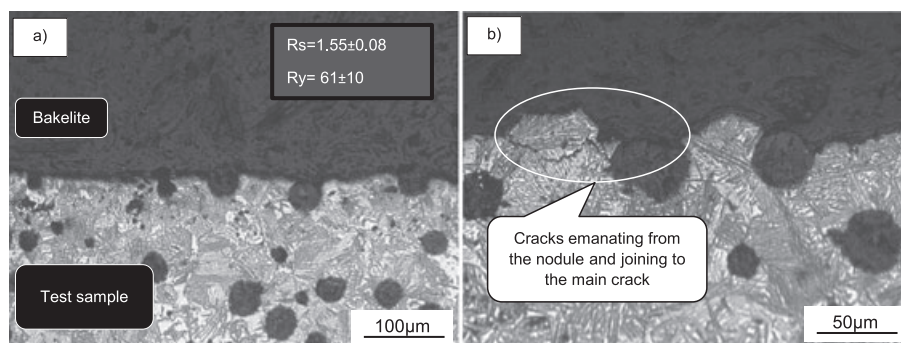 a)
Rs=1.55±0.08
Ry= 61±10
Bakelite
Test sample
100µm
b)
Cracks emanating from
the nodule and joining to
the main crack
50µm